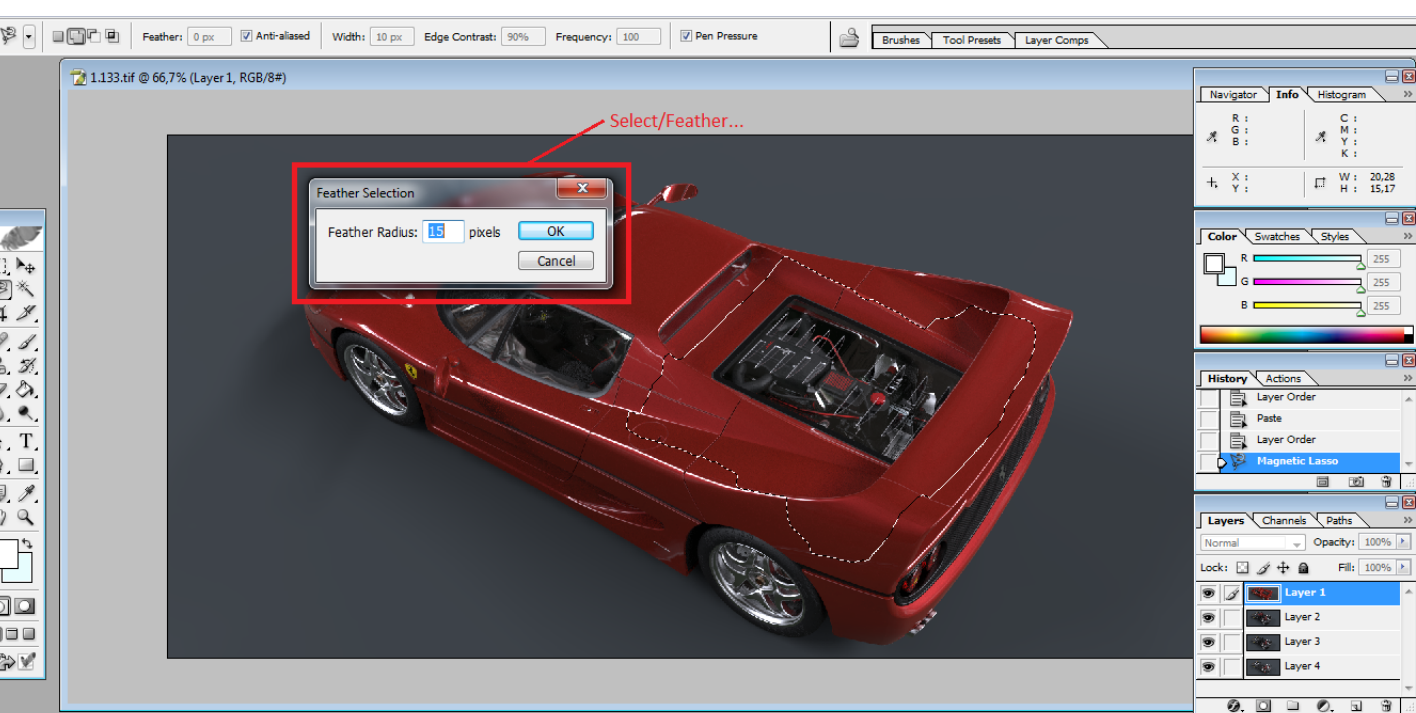 Feather: 0 px Anti-aliased Width: 10 px Edge Contrast: 90% Frequency: 100 Pen Pressure
Brushes Tool Presets Layer Comps
1.133.tif @ 66,7% (Layer 1, RGB/8#)
Select/Feather...
Feather Selection
Feather Radius: 15 pixels OK
Cancel
Navigator Info Histogram
R : C :
G : M :
B : Y :
K :
X : W : 20,28
Y : H : 15,17
Color Swatches Styles
R 255
G 255
B 255
History Actions
Layer Order
Paste
Layer Order
Magnetic Lasso
Layers Channels Paths
Normal Opacity: 100%
Lock: Fill: 100%
Layer 1
Layer 2
Layer 3
Layer 4